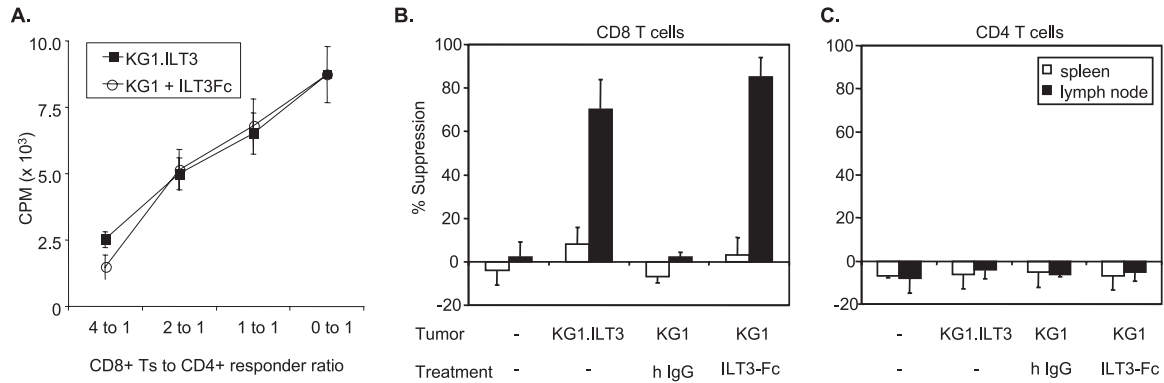 A.
10.0
7.5
5.0
2.5
0
CPM (x 10³)
KG1.ILT3
KG1 + ILT3Fc
4 to 1 2 to 1 1 to 1 0 to 1
CD8+ Ts to CD4+ responder ratio
B.
CD8 T cells
100
80
60
40
20
0
-20
% Suppression
Tumor - KG1.ILT3 KG1 KG1
Treatment - - h IgG ILT3-Fc
C.
CD4 T cells
spleen
lymph node
100
80
60
40
20
0
-20
- KG1.ILT3 KG1 KG1
- - h IgG ILT3-Fc